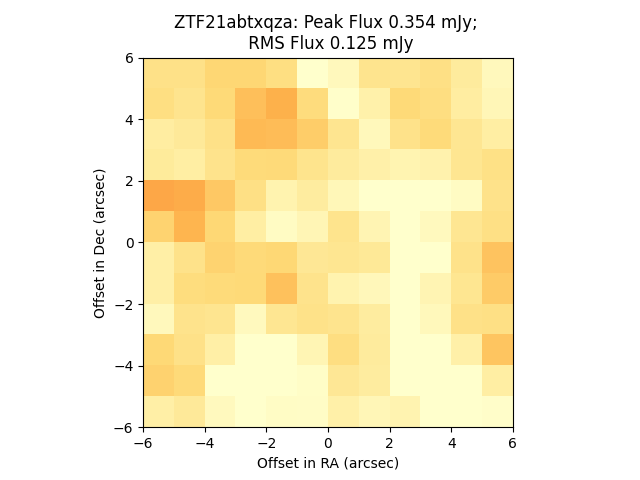 ZTF21abtxqza: Peak Flux 0.354 mJy;
RMS Flux 0.125 mJy
6
4
2
0
−2
−4
−6
Offset in Dec (arcsec)
−6 −4 −2 0 2 4 6
Offset in RA (arcsec)